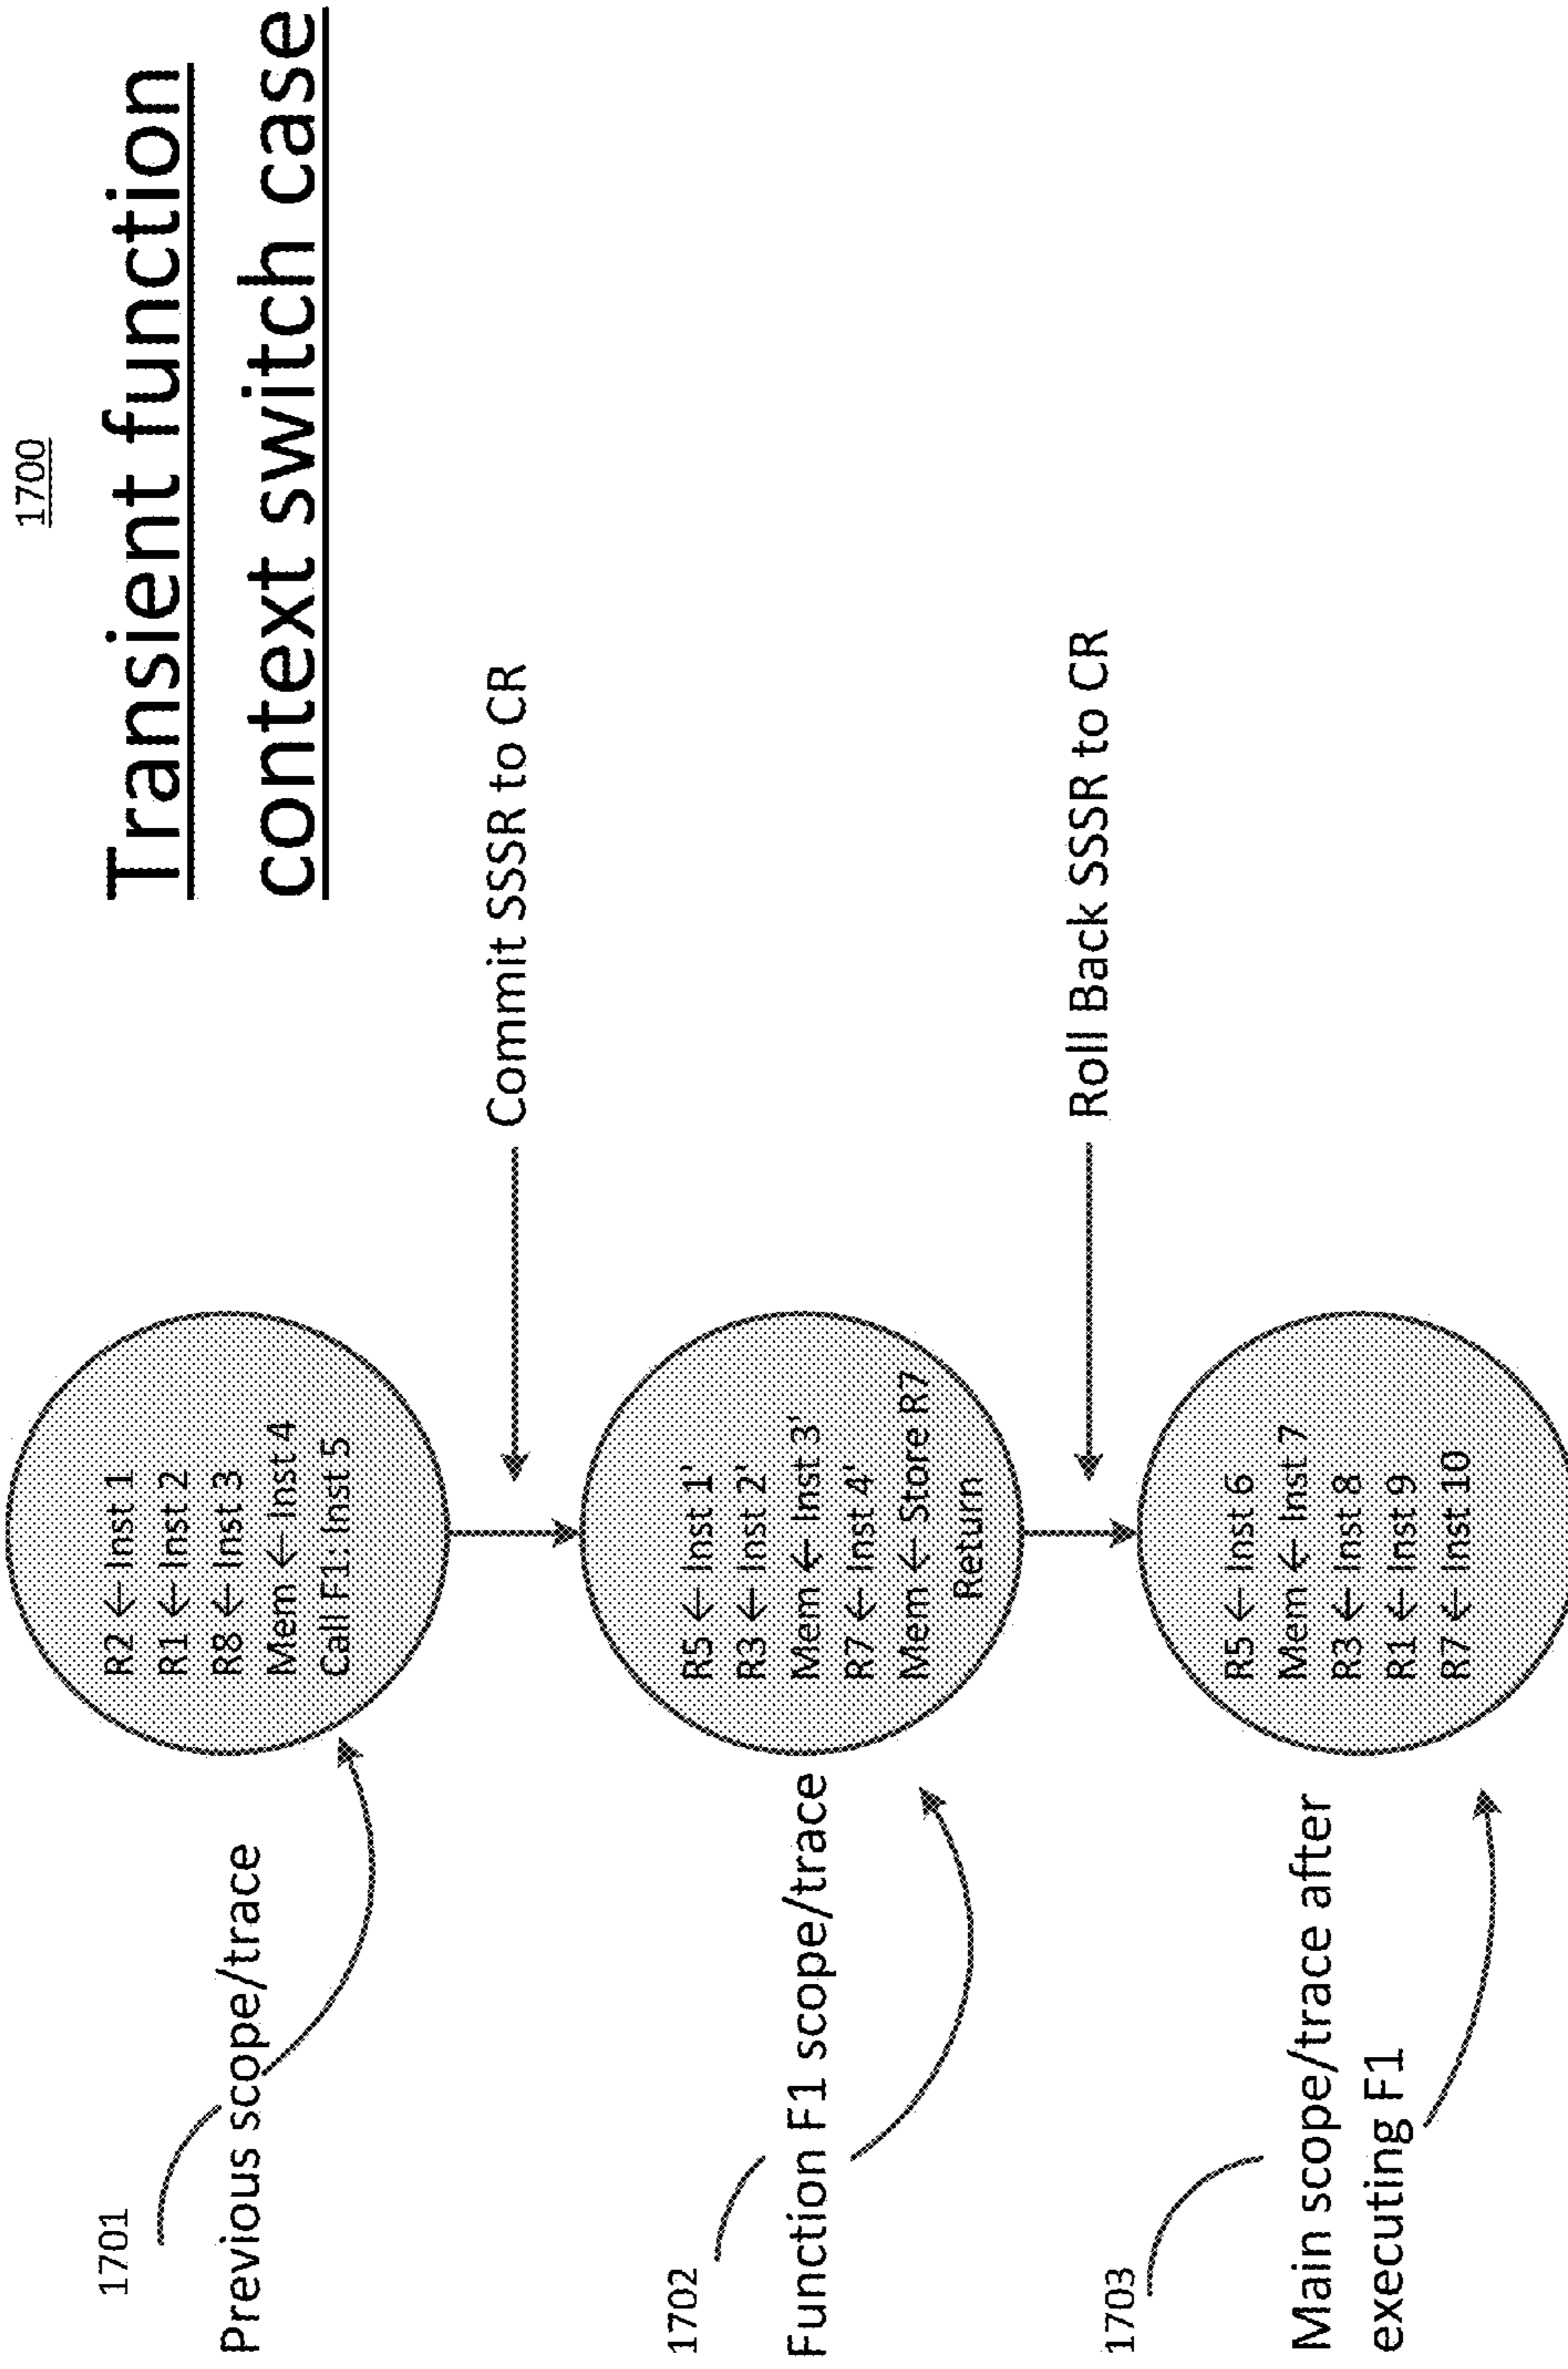 1700
Transient function
context switch case
1701
Previous scope/trace
R2 ← Inst 1
R1 ← Inst 2
R8 ← Inst 3
Mem ← Inst 4
Call F1: Inst 5
Commit SSSR to CR
1702
Function F1 scope/trace
R5 ← Inst 1'
R3 ← Inst 2'
Mem ← Inst 3'
R7 ← Inst 4'
Mem ← Store R7
Return
Roll Back SSSR to CR
1703
Main scope/trace after
executing F1
R5 ← Inst 6
Mem ← Inst 7
R3 ← Inst 8
R1 ← Inst 9
R7 ← Inst 10